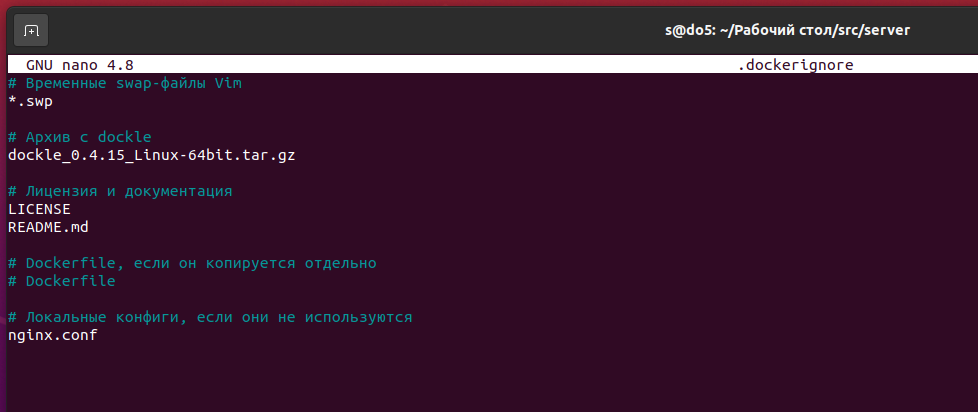 s@do5: ~/Рабочий стол/src/server
GNU nano 4.8 .dockerignore
# Временные swap-файлы Vim
*.swp
# Архив с dockle
dockle_0.4.15_Linux-64bit.tar.gz
# Лицензия и документация
LICENSE
README.md
# Dockerfile, если он копируется отдельно
# Dockerfile
# Локальные конфиги, если они не используются
nginx.conf